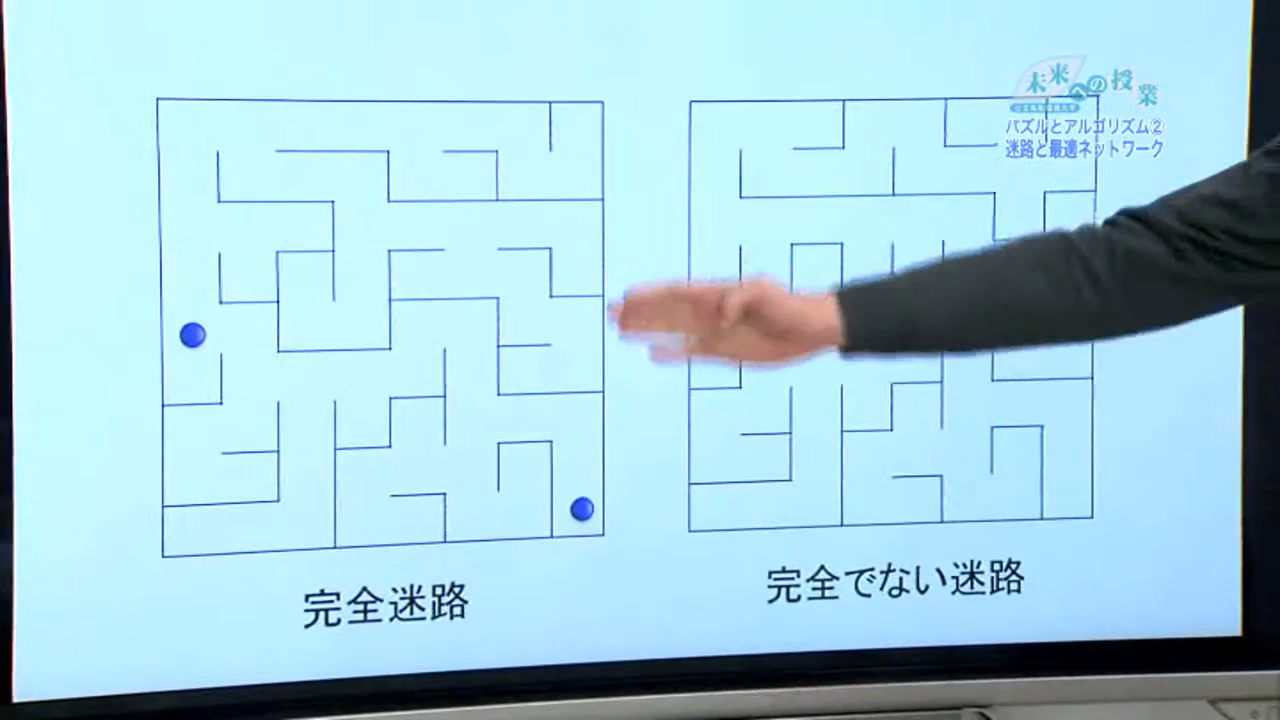 未来への授業
パズルとアルゴリズム②
迷路と最適ネットワーク
完全迷路
完全でない迷路